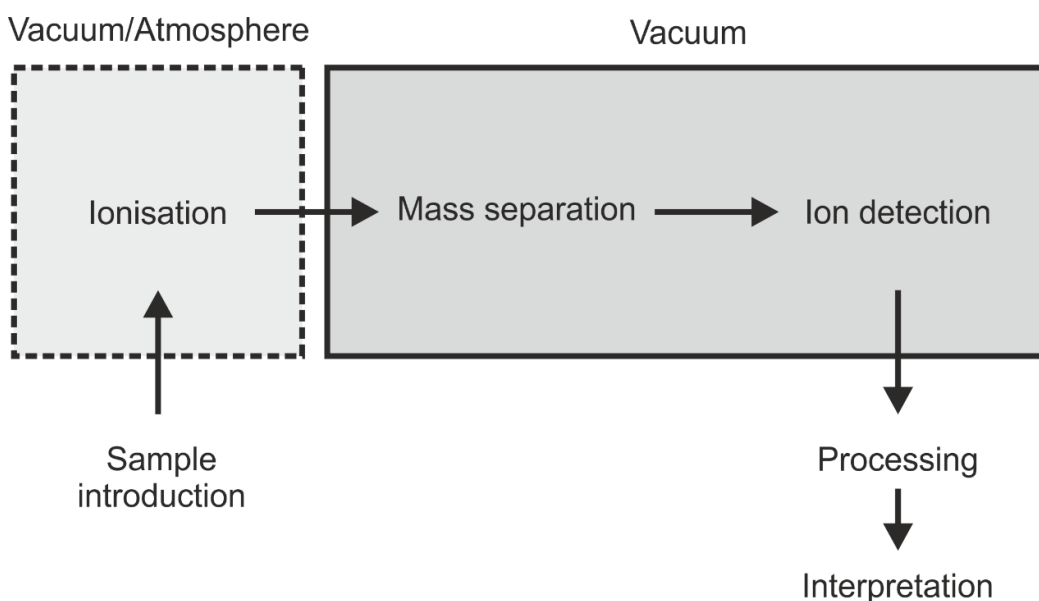 Vacuum/Atmosphere
Vacuum
Ionisation
Mass separation
Ion detection
Sample
introduction
Processing
Interpretation